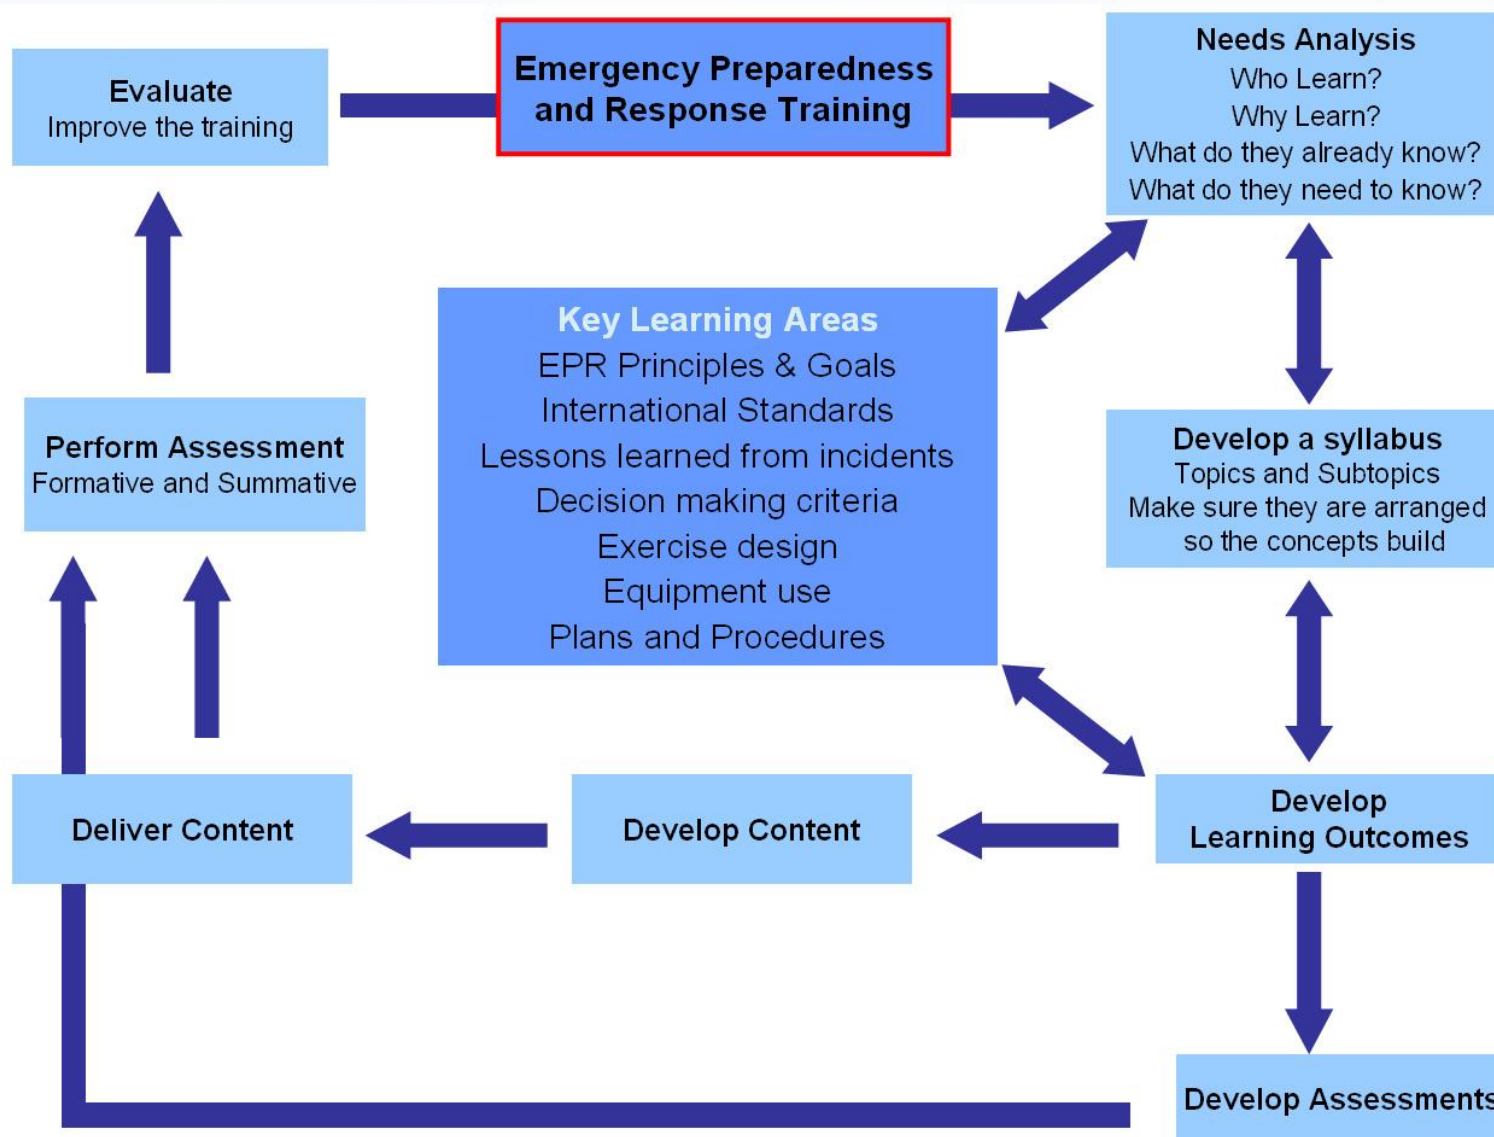 Evaluate
Improve the training
Emergency Preparedness
and Response Training
Needs Analysis
Who Learn?
Why Learn?
What do they already know?
What do they need to know?
Key Learning Areas
EPR Principles & Goals
International Standards
Lessons learned from incidents
Decision making criteria
Exercise design
Equipment use
Plans and Procedures
Perform Assessment
Formative and Summative
Develop a syllabus
Topics and Subtopics
Make sure they are arranged
so the concepts build
Deliver Content
Develop Content
Develop
Learning Outcomes
Develop Assessments